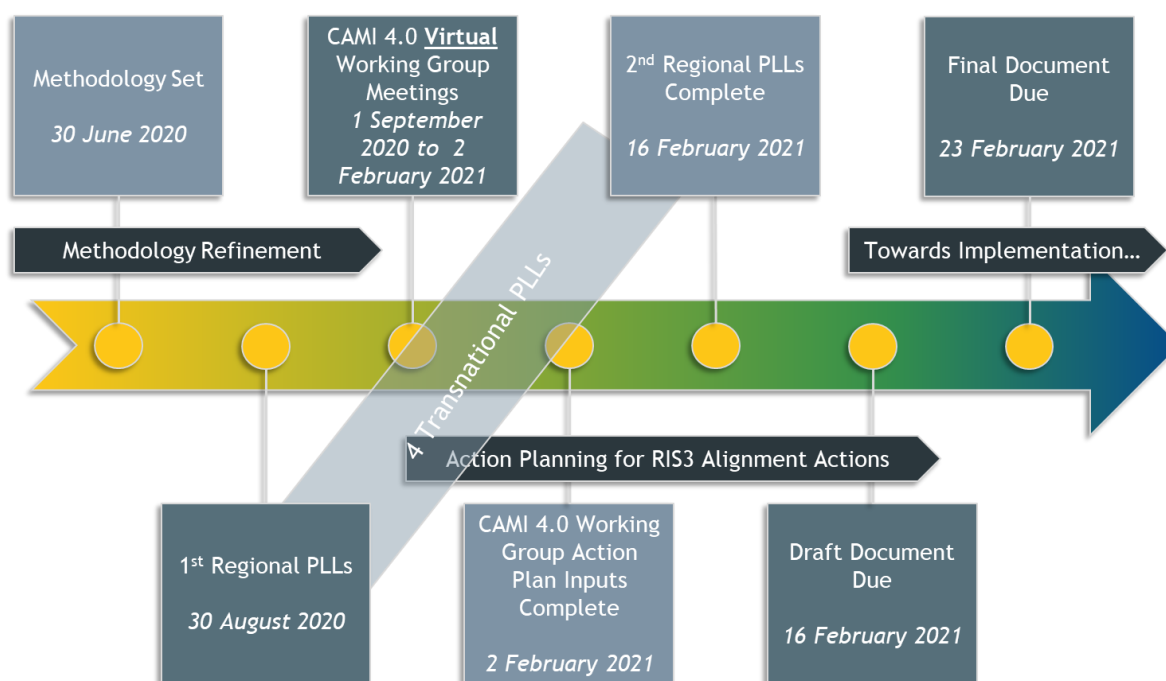 Methodology Set
30 June 2020
CAMI 4.0 Virtual
Working Group
Meetings
1 September
2020 to 2
February 2021
2nd Regional PLLs
Complete
16 February 2021
Final Document
Due
23 February 2021
Methodology Refinement
Towards Implementation…
4 Transnational PLLs
Action Planning for RIS3 Alignment Actions
1st Regional PLLs
30 August 2020
CAMI 4.0 Working
Group Action
Plan Inputs
Complete
2 February 2021
Draft Document
Due
16 February 2021